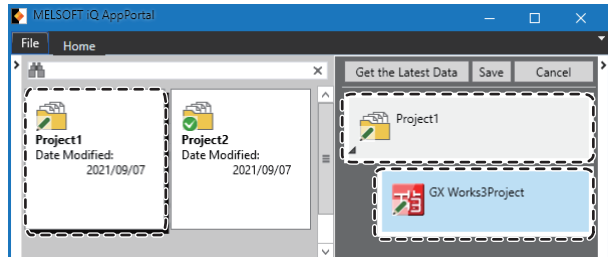 MELSOFT iQ AppPortal
File
Home
Get the Latest Data
Save
Cancel
Project1
Date Modified:
2021/09/07
Project2
Date Modified:
2021/09/07
Project1
GX Works3Project